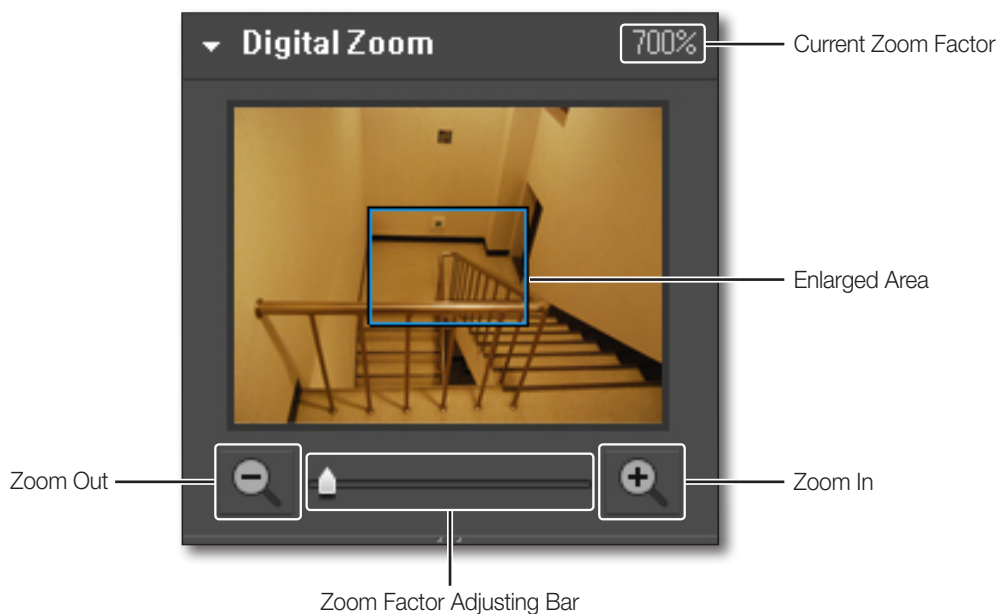 Digital Zoom
700%
Current Zoom Factor
Enlarged Area
Zoom Out
Zoom In
Zoom Factor Adjusting Bar